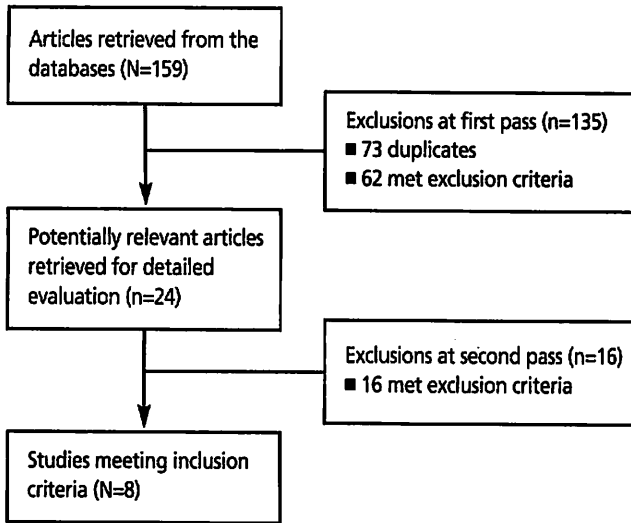 Articles retrieved from the
databases (N=159)
Exclusions at first pass (n=135)
■ 73 duplicates
■ 62 met exclusion criteria
Potentially relevant articles
retrieved for detailed
evaluation (n=24)
Exclusions at second pass (n=16)
■ 16 met exclusion criteria
Studies meeting inclusion
criteria (N=8)